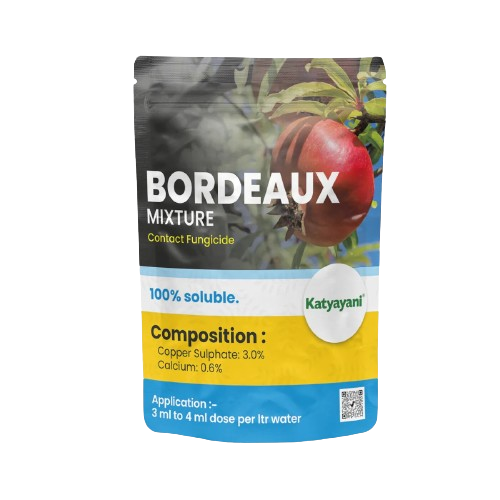 BORDEAUX
MIXTURE
Contact Fungicide
100% soluble.
Katyayani®
Composition :
Copper Sulphate: 3.0%
Calcium: 0.6%
Application :-
3 ml to 4 ml dose per ltr water